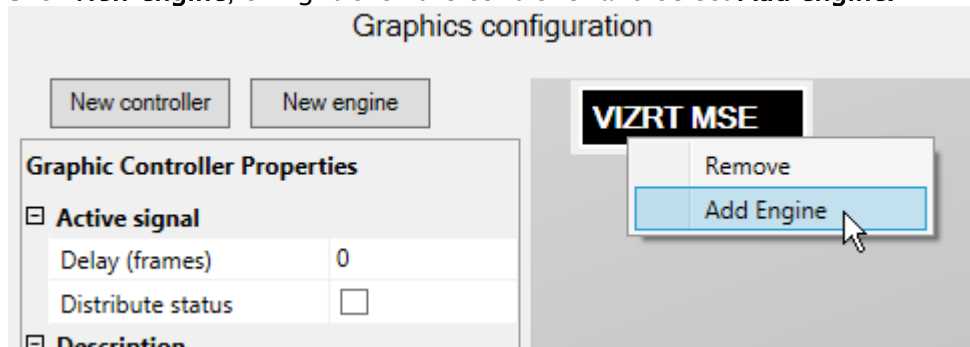 Graphics configuration
New controller
New engine
VIZRT MSE
Remove
Add Engine
Graphic Controller Properties
Active signal
Delay (frames) 0
Distribute status
Description